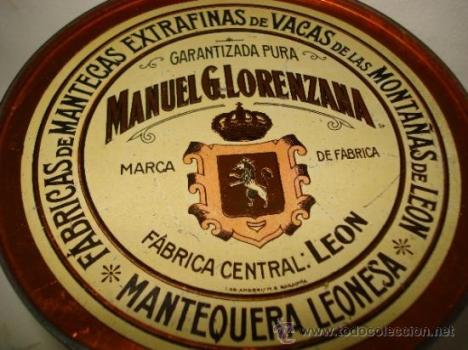 FÁBRICAS DE MANTECAS EXTRAFINAS DE VACAS DE LAS MONTAÑAS DE LEON
GARANTIZADA PURA
MANUEL G. LORENZANA
MARCA DE FÁBRICA
FÁBRICA CENTRAL: LEON
* MANTEQUERA LEONESA *
www.todocoleccion.net